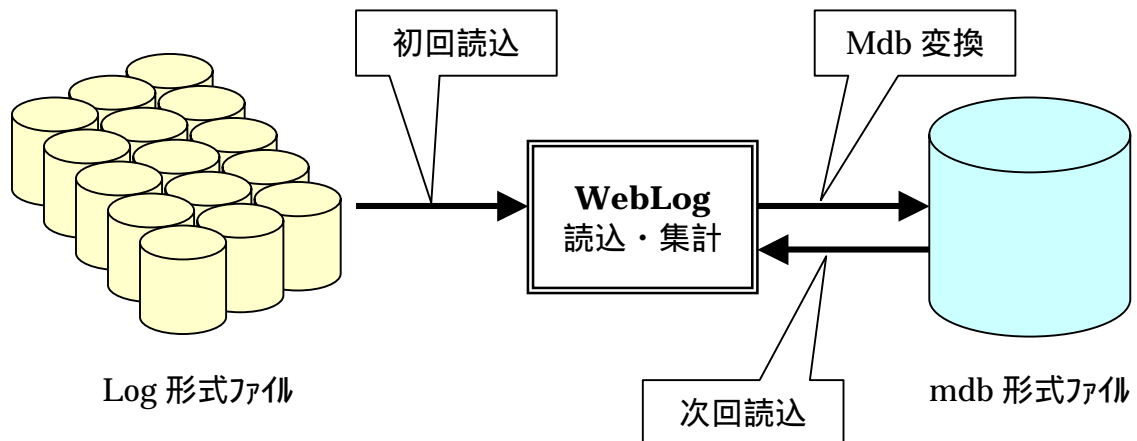 初回読込
Mdb 変換
WebLog
読込・集計
Log 形式ファイル
次回読込
mdb 形式ファイル